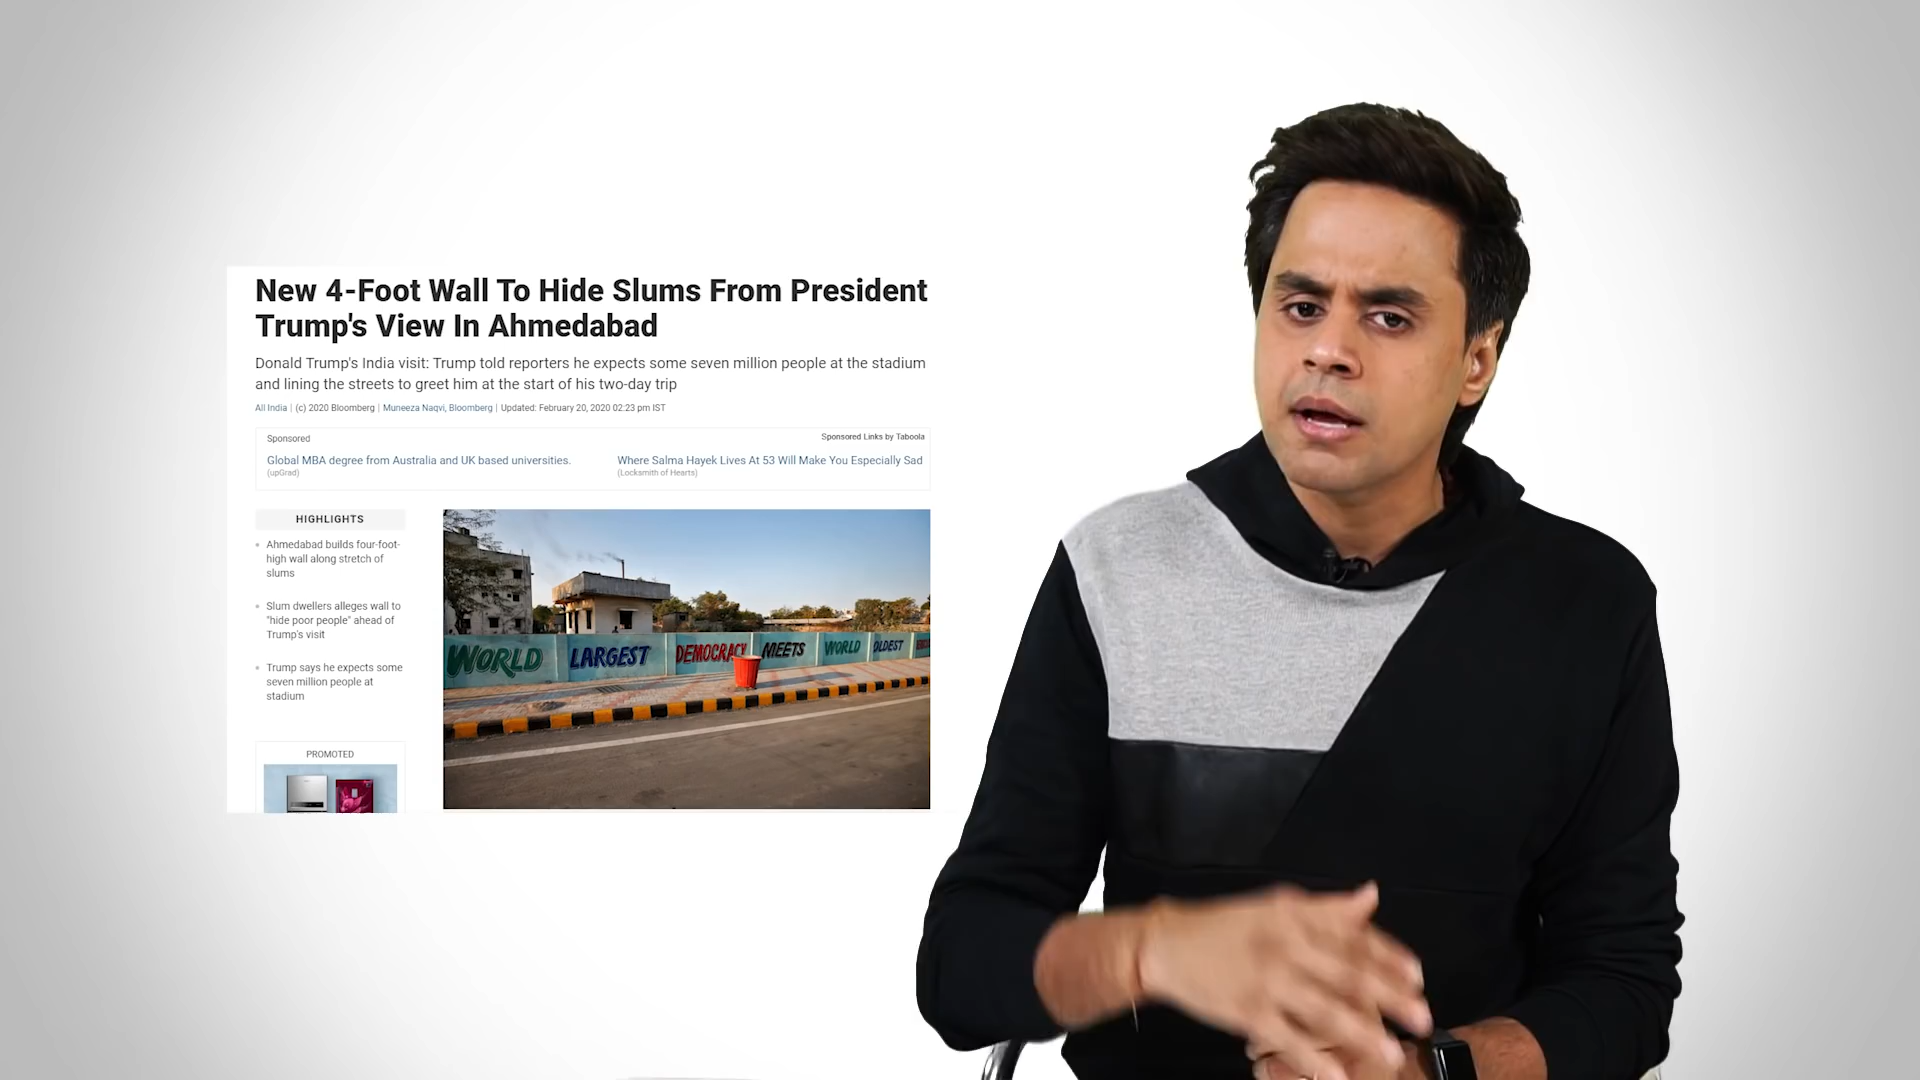 New 4-Foot Wall To Hide Slums From President
Trump's View In Ahmedabad
Donald Trump's India visit: Trump told reporters he expects some seven million people at the stadium
and lining the streets to greet him at the start of his two-day trip
All India | (c) 2020 Bloomberg | Muneeza Naqvi, Bloomberg | Updated: February 20, 2020 02:23 pm IST
Sponsored
Sponsored Links by Taboola
Global MBA degree from Australia and UK based universities.
(upGrad)
Where Salma Hayek Lives At 53 Will Make You Especially Sad
(Locksmith of Hearts)
HIGHLIGHTS
Ahmedabad builds four-foot-
high wall along stretch of
slums
Slum dwellers alleges wall to
"hide poor people" ahead of
Trump's visit
Trump says he expects some
seven million people at
stadium
PROMOTED
WORLD LARGEST DEMOCRACY MEETS WORLD OLDEST